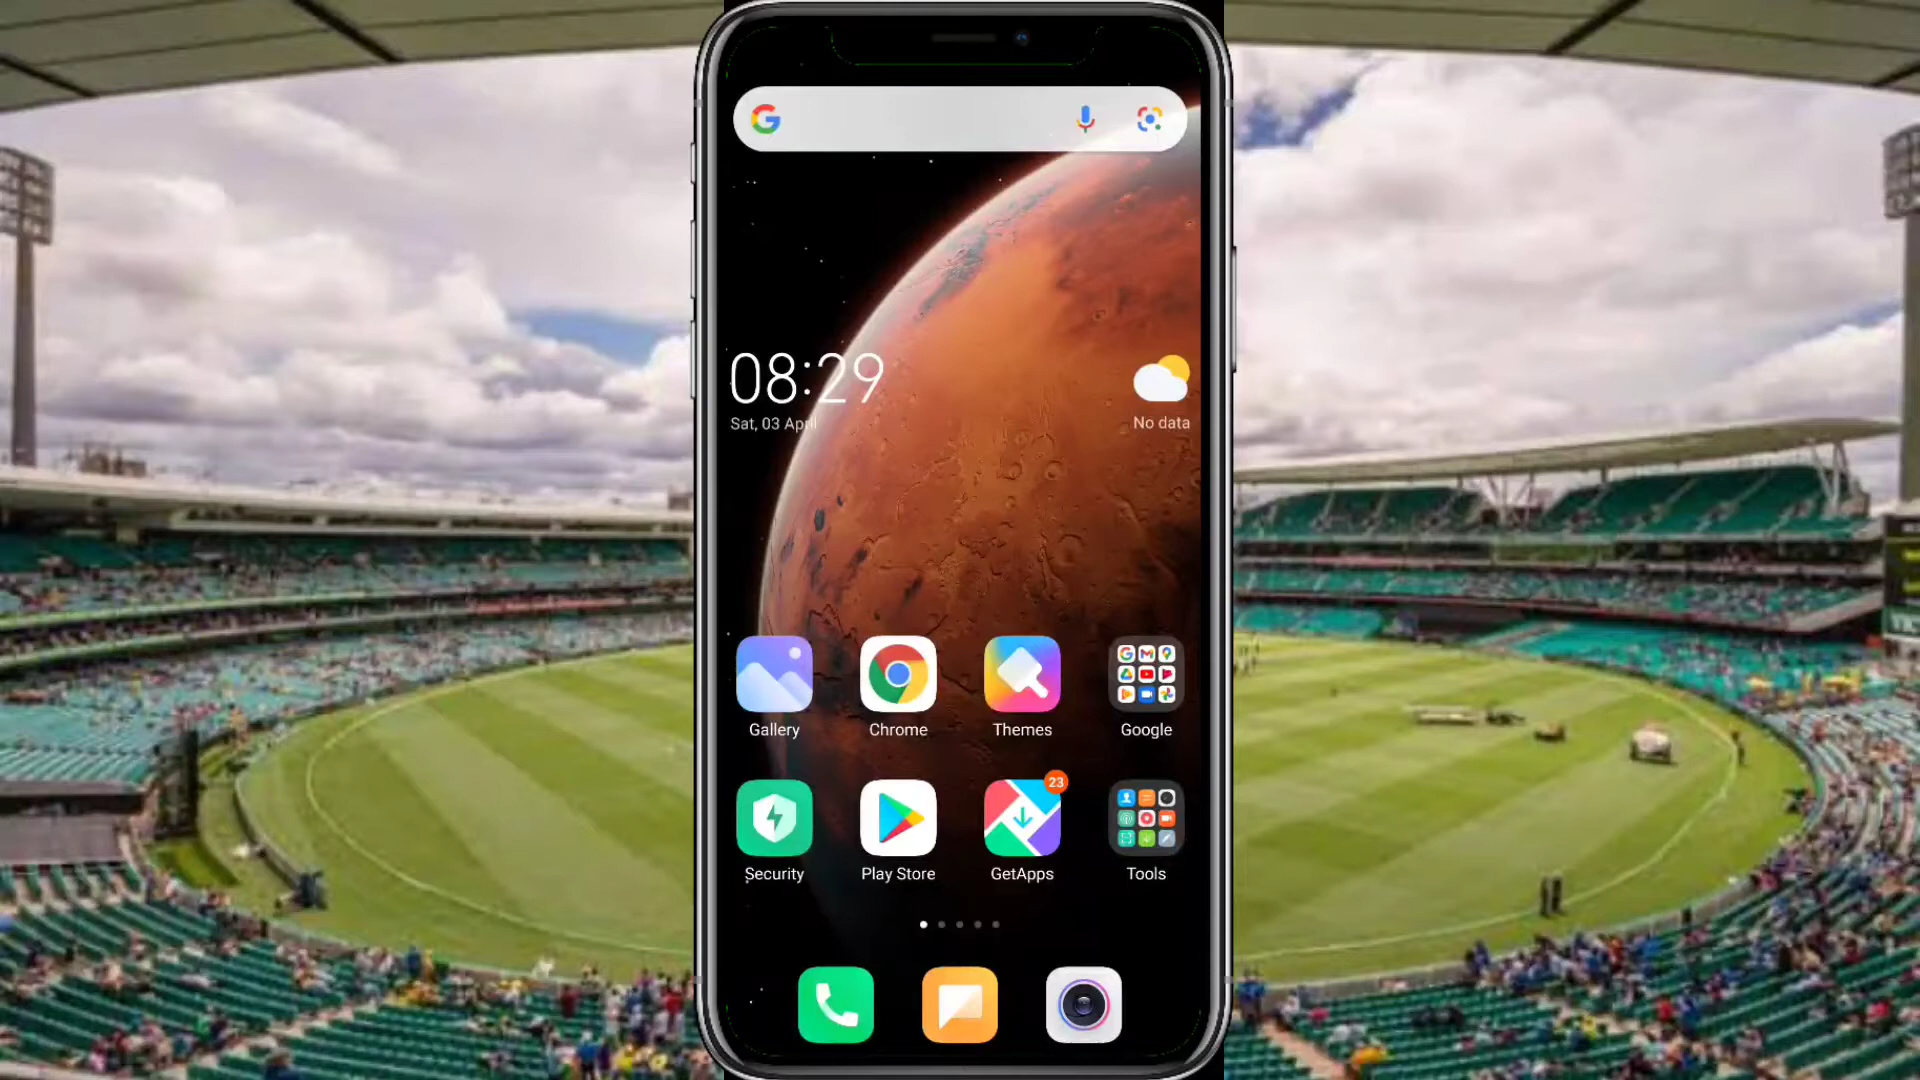 08:29
Sat, 03 April
No data
Gallery
Chrome
Themes
Google
23
Security
Play Store
GetApps
Tools